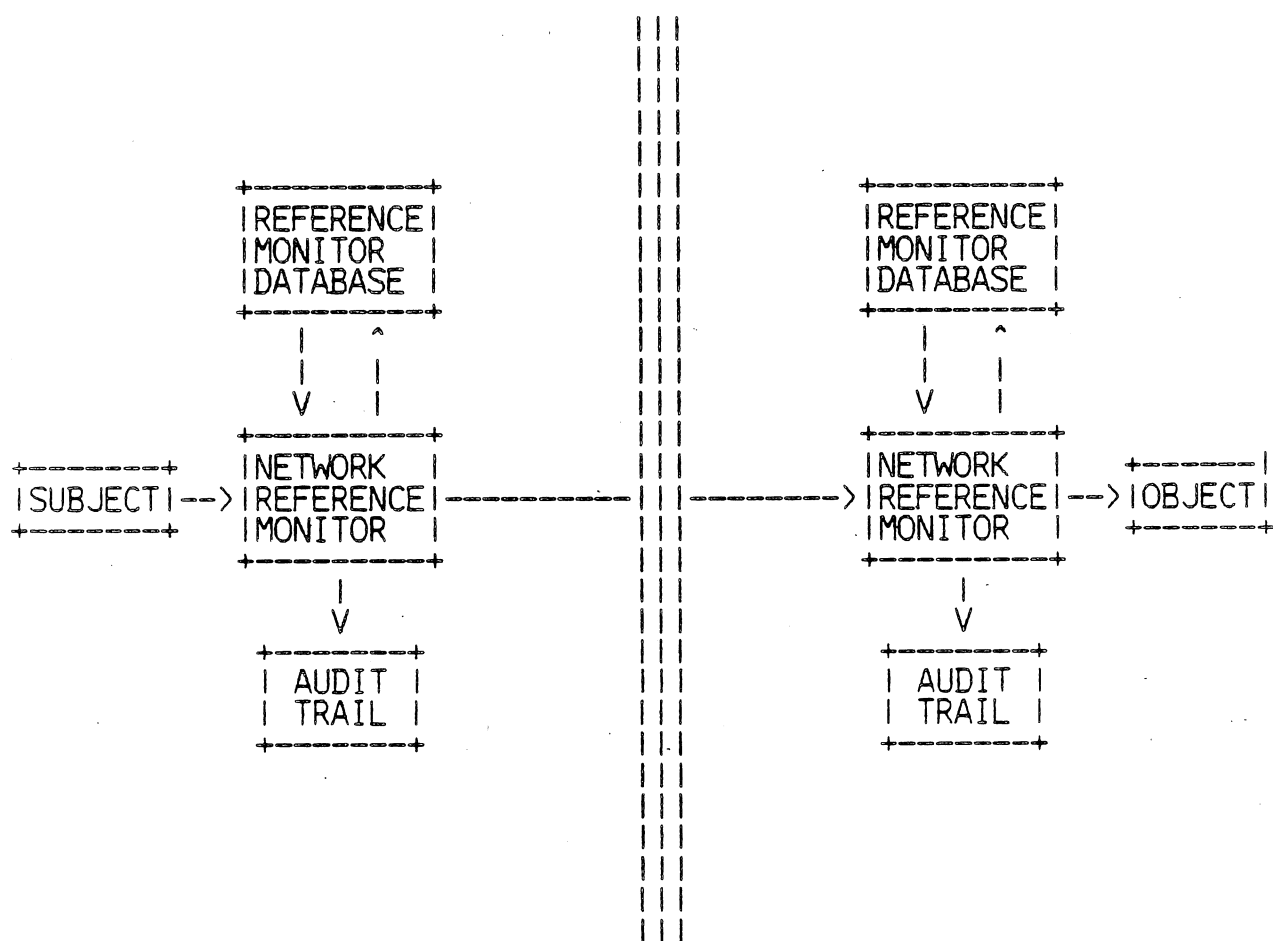 REFERENCE
MONITOR
DATABASE
REFERENCE
MONITOR
DATABASE
SUBJECT
NETWORK
REFERENCE
MONITOR
NETWORK
REFERENCE
MONITOR
OBJECT
AUDIT
TRAIL
AUDIT
TRAIL